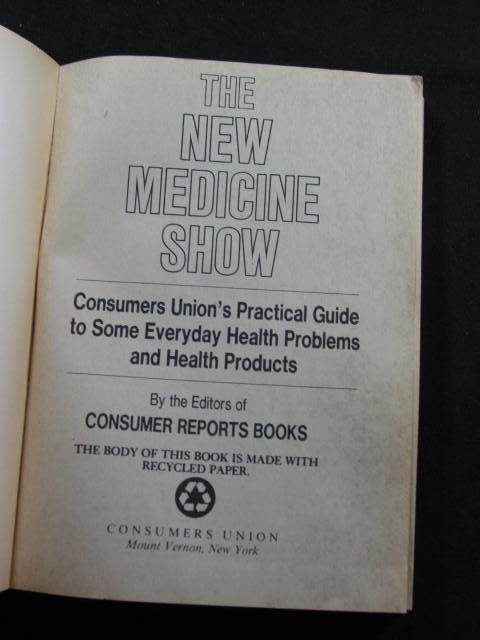 THE
NEW
MEDICINE
SHOW
Consumers Union's Practical Guide
to Some Everyday Health Problems
and Health Products
By the Editors of
CONSUMER REPORTS BOOKS
THE BODY OF THIS BOOK IS MADE WITH
RECYCLED PAPER.
CONSUMERS UNION
Mount Vernon, New York